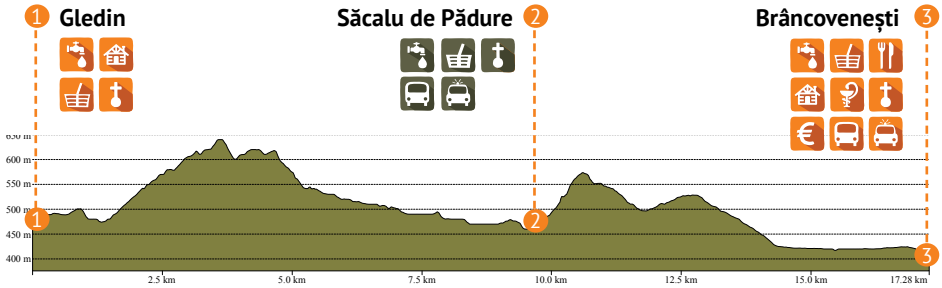 1 Gledin
Săcalu de Pădure 2
Brâncovenești 3
€
650 m
600 m
550 m
500 m
450 m
400 m
1
2
3
2.5 km 5.0 km 7.5 km 10.0 km 12.5 km 15.0 km 17.28 km